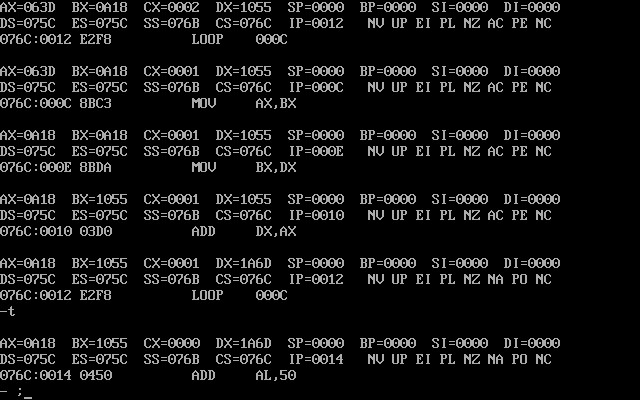 AX=063D  BX=0A18  CX=0002  DX=1055  SP=0000  BP=0000  SI=0000  DI=0000
DS=075C  ES=075C  SS=076B  CS=076C  IP=0012   NV UP EI PL NZ AC PE NC
076C:0012 E2F8          LOOP    000C

AX=063D  BX=0A18  CX=0001  DX=1055  SP=0000  BP=0000  SI=0000  DI=0000
DS=075C  ES=075C  SS=076B  CS=076C  IP=000C   NV UP EI PL NZ AC PE NC
076C:000C 8BC3          MOV     AX,BX

AX=0A18  BX=0A18  CX=0001  DX=1055  SP=0000  BP=0000  SI=0000  DI=0000
DS=075C  ES=075C  SS=076B  CS=076C  IP=000E   NV UP EI PL NZ AC PE NC
076C:000E 8BDA          MOV     BX,DX

AX=0A18  BX=1055  CX=0001  DX=1055  SP=0000  BP=0000  SI=0000  DI=0000
DS=075C  ES=075C  SS=076B  CS=076C  IP=0010   NV UP EI PL NZ AC PE NC
076C:0010 03D0          ADD     DX,AX

AX=0A18  BX=1055  CX=0001  DX=1A6D  SP=0000  BP=0000  SI=0000  DI=0000
DS=075C  ES=075C  SS=076B  CS=076C  IP=0012   NV UP EI PL NZ NA PO NC
076C:0012 E2F8          LOOP    000C
-t

AX=0A18  BX=1055  CX=0000  DX=1A6D  SP=0000  BP=0000  SI=0000  DI=0000
DS=075C  ES=075C  SS=076B  CS=076C  IP=0014   NV UP EI PL NZ NA PO NC
076C:0014 0450          ADD     AL,50
- ;_